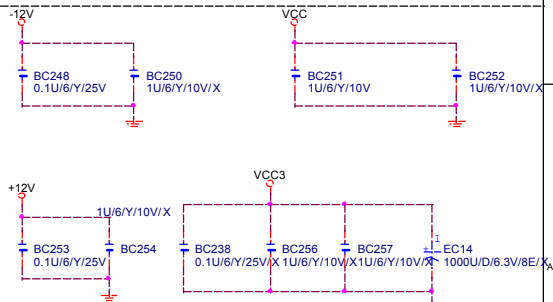 -12V
VCC
BC248
0.1U/6/Y/25V
BC250
1U/6/Y/10V/X
BC251
1U/6/Y/10V
BC252
1U/6/Y/10V/X
+12V
VCC3
1U/6/Y/10V/X
BC253
0.1U/6/Y/25V
BC254
BC238
0.1U/6/Y/25V/X
BC256
1U/6/Y/10V/X
BC257
1U/6/Y/10V/X
1
+
EC14
1000U/D/6.3V/8E/X
A